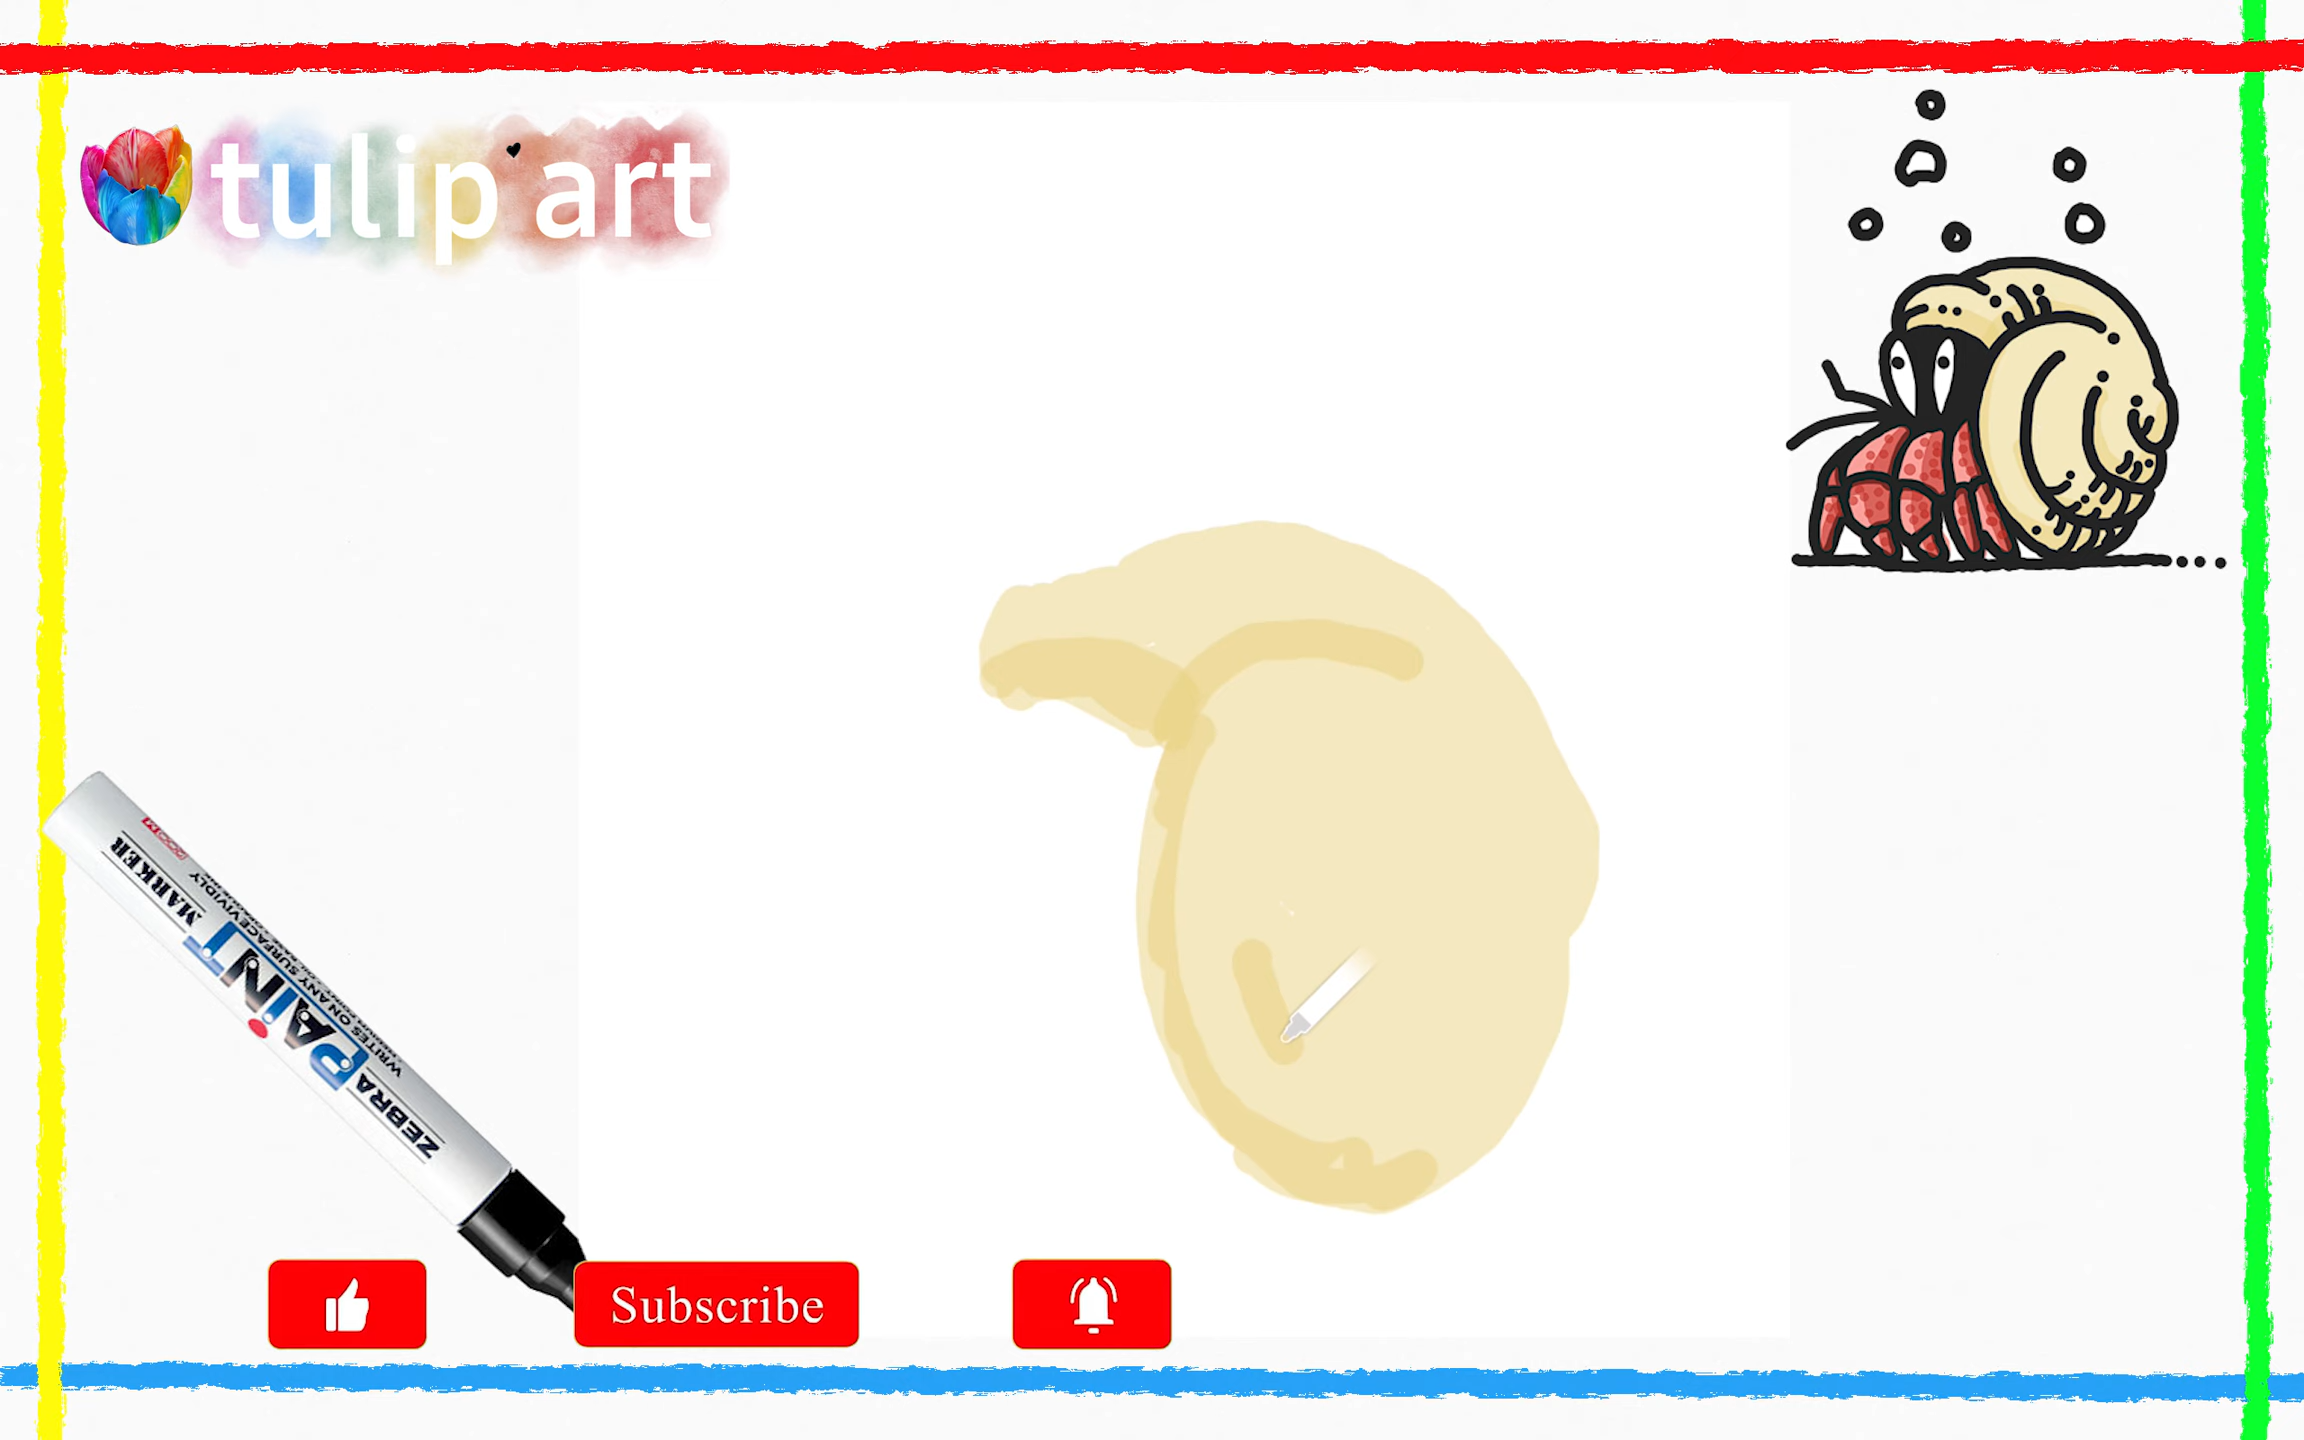 tulip art
ZEBRA
PAiNT
MARKER
WRITES ON ANY SURFACE VIVIDLY
Subscribe